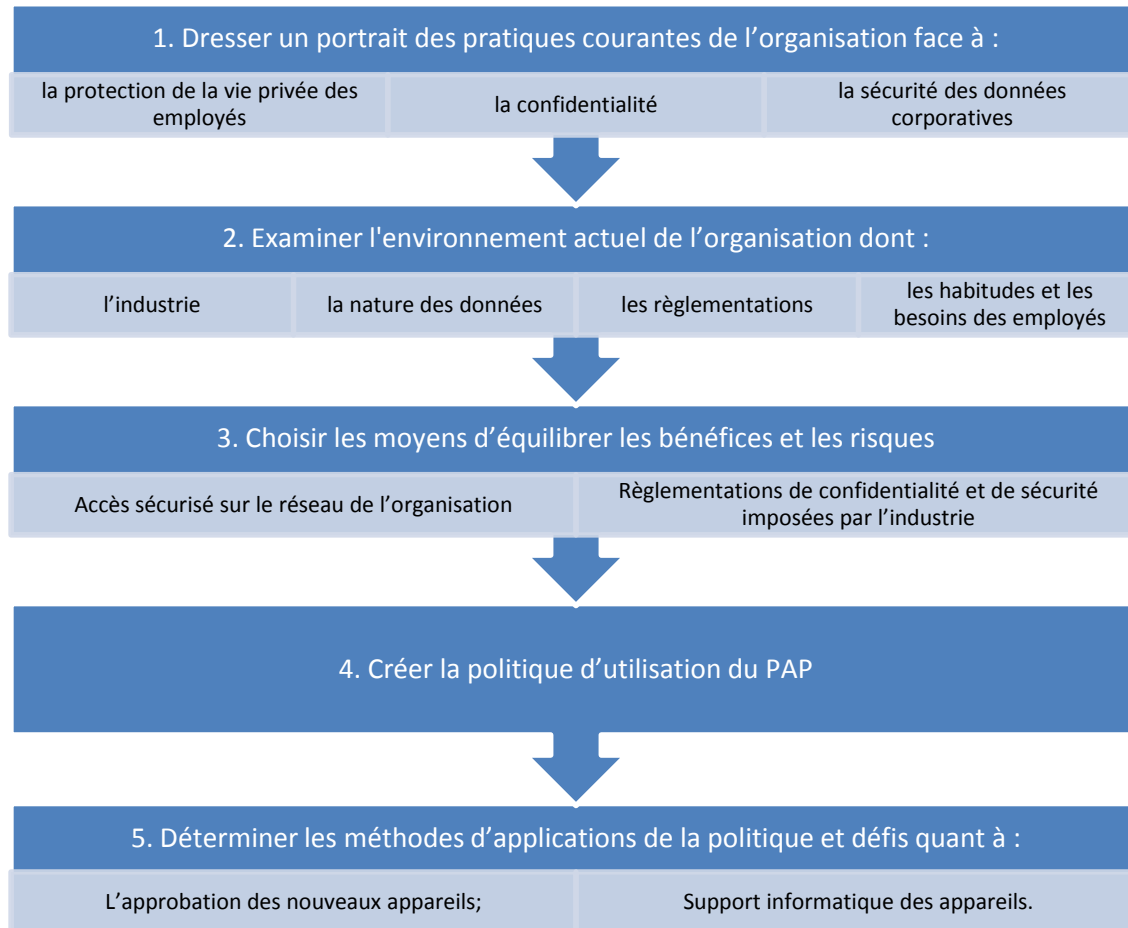 1. Dresser un portrait des pratiques courantes de l’organisation face à :
la protection de la vie privée des
employés
la confidentialité
la sécurité des données
corporatives
2. Examiner l'environnement actuel de l’organisation dont :
l’industrie
la nature des données
les règlementations
les habitudes et les
besoins des employés
3. Choisir les moyens d’équilibrer les bénéfices et les risques
Accès sécurisé sur le réseau de l’organisation
Règlementations de confidentialité et de sécurité
imposées par l’industrie
4. Créer la politique d’utilisation du PAP
5. Déterminer les méthodes d’applications de la politique et défis quant à :
L’approbation des nouveaux appareils;
Support informatique des appareils.